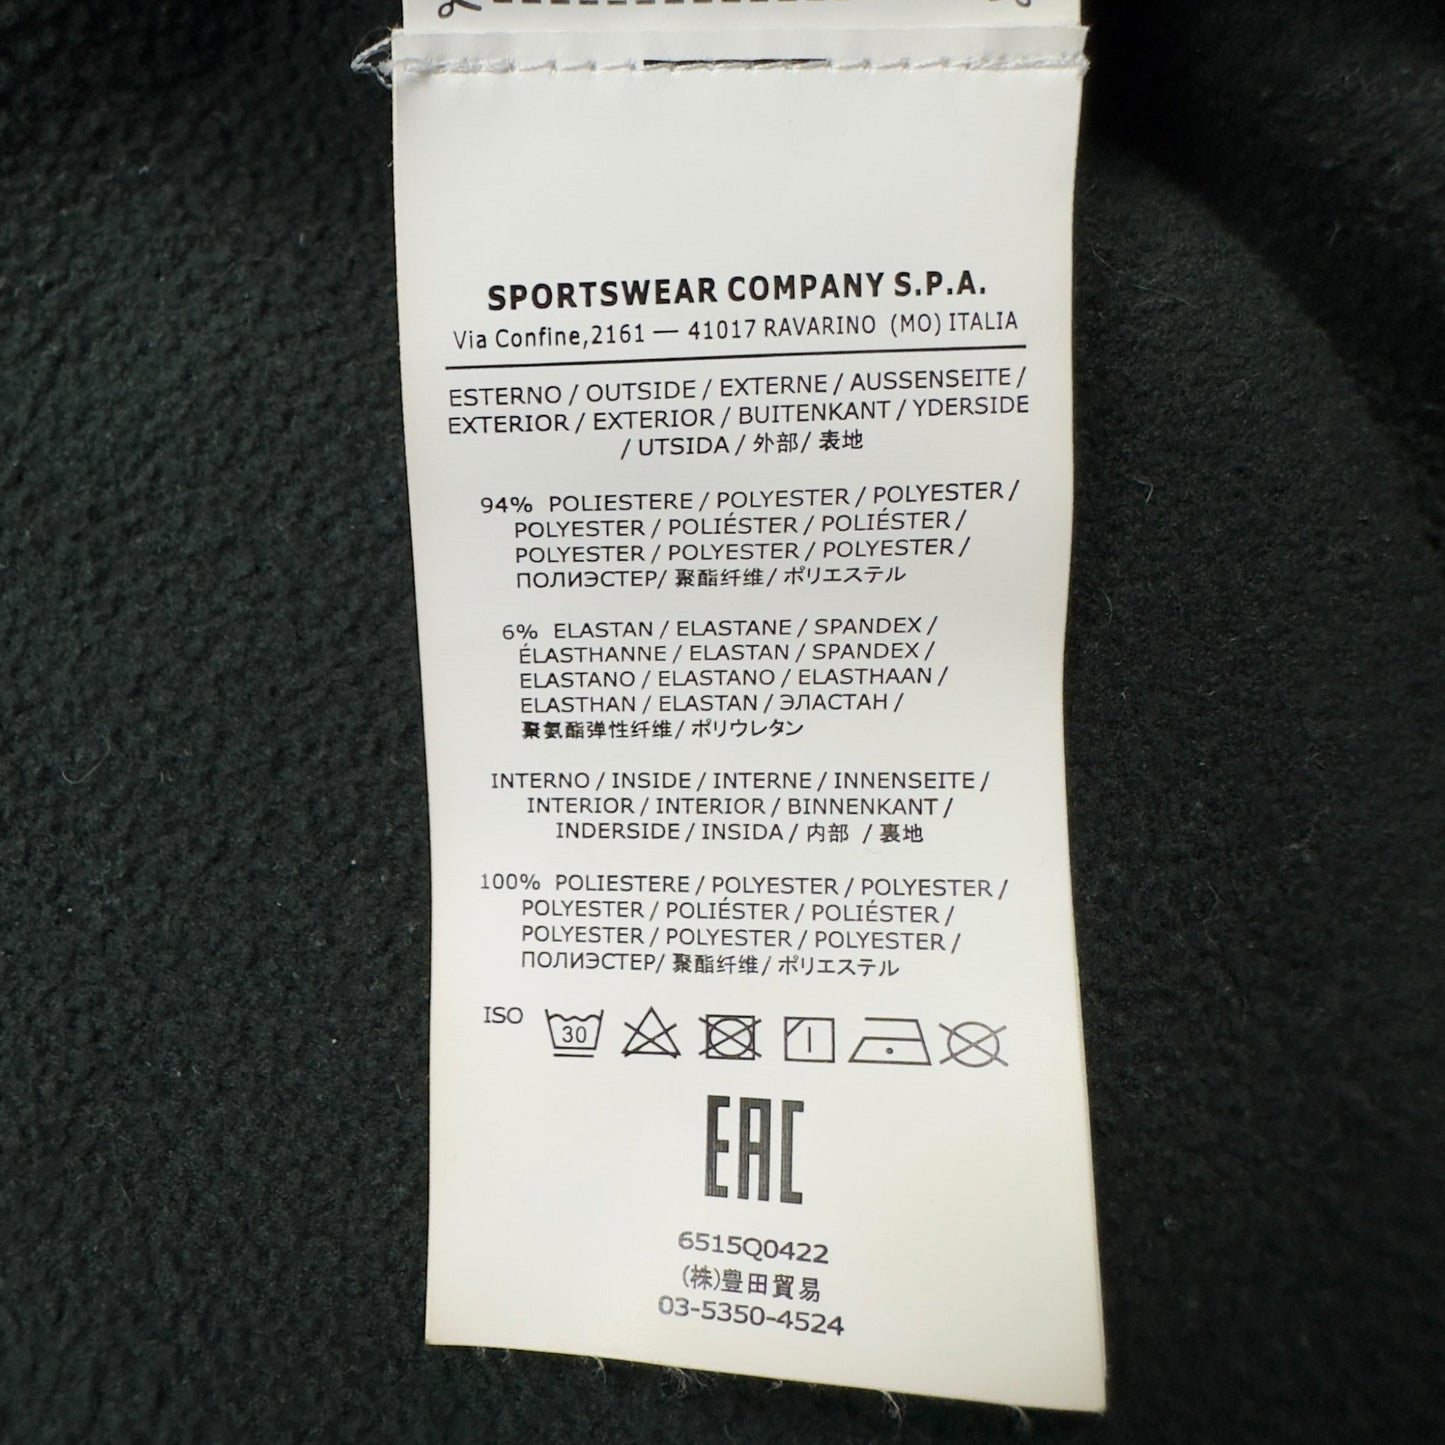 SPORTSWEAR COMPANY S.P.A.
Via Confine,2161 — 41017 RAVARINO (MO) ITALIA
ESTERNO / OUTSIDE / EXTERNE / AUSSENSEITE /
EXTERIOR / EXTERIOR / BUITENKANT / YDERSIDE
/ UTSIDA / 外部/ 表地
94% POLIESTERE / POLYESTER / POLYESTER /
POLYESTER / POLIÉSTER / POLIÉSTER /
POLYESTER / POLYESTER / POLYESTER /
ПОЛИЭСТЕР/ 聚酯纤维/ ポリエステル
6% ELASTAN / ELASTANE / SPANDEX /
ÉLASTHANNE / ELASTAN / SPANDEX /
ELASTANO / ELASTANO / ELASTHAAN /
ELASTHAN / ELASTAN / ЭЛАСТАН /
聚氨酯弹性纤维/ ポリウレタン
INTERNO / INSIDE / INTERNE / INNENSEITE /
INTERIOR / INTERIOR / BINNENKANT /
INDERSIDE / INSIDA / 内部 / 裏地
100% POLIESTERE / POLYESTER / POLYESTER /
POLYESTER / POLIÉSTER / POLIÉSTER /
POLYESTER / POLYESTER / POLYESTER /
ПОЛИЭСТЕР/ 聚酯纤维/ ポリエステル
ISO 30
EAC
6515Q0422
(株)豊田貿易
03-5350-4524